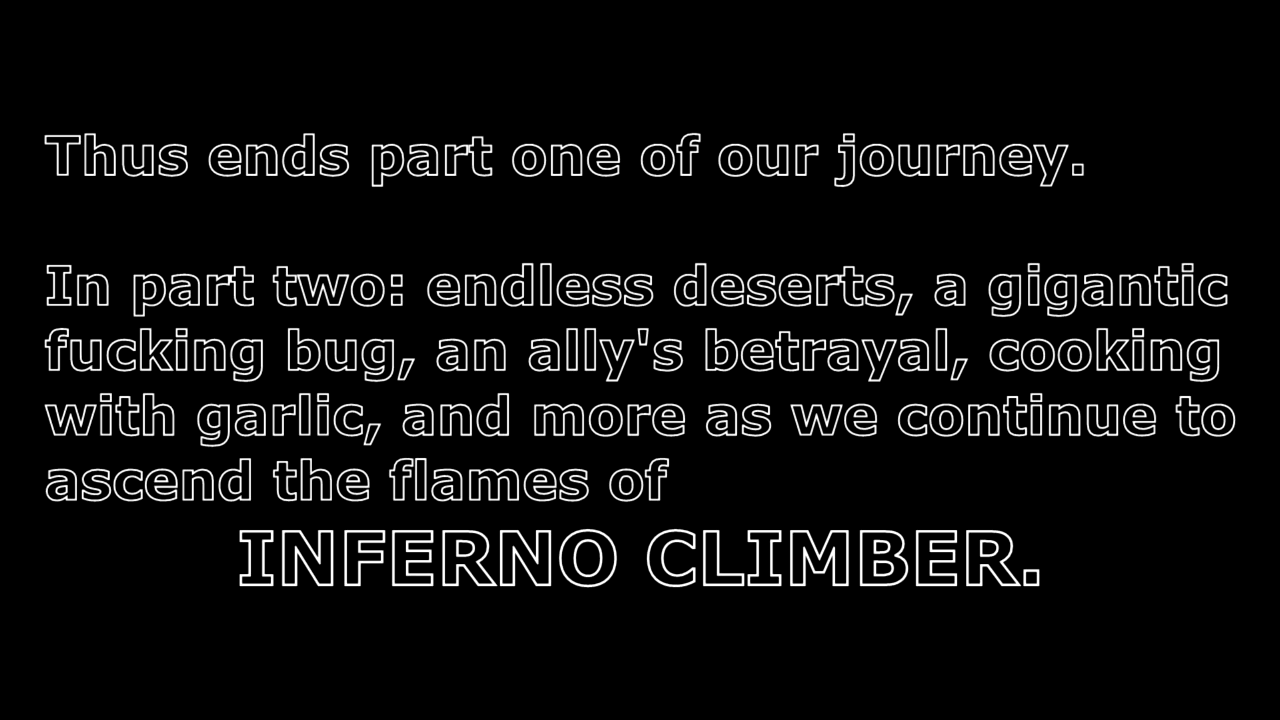 Thus ends part one of our journey.
In part two: endless deserts, a gigantic
fucking bug, an ally's betrayal, cooking
with garlic, and more as we continue to
ascend the flames of
INFERNO CLIMBER.